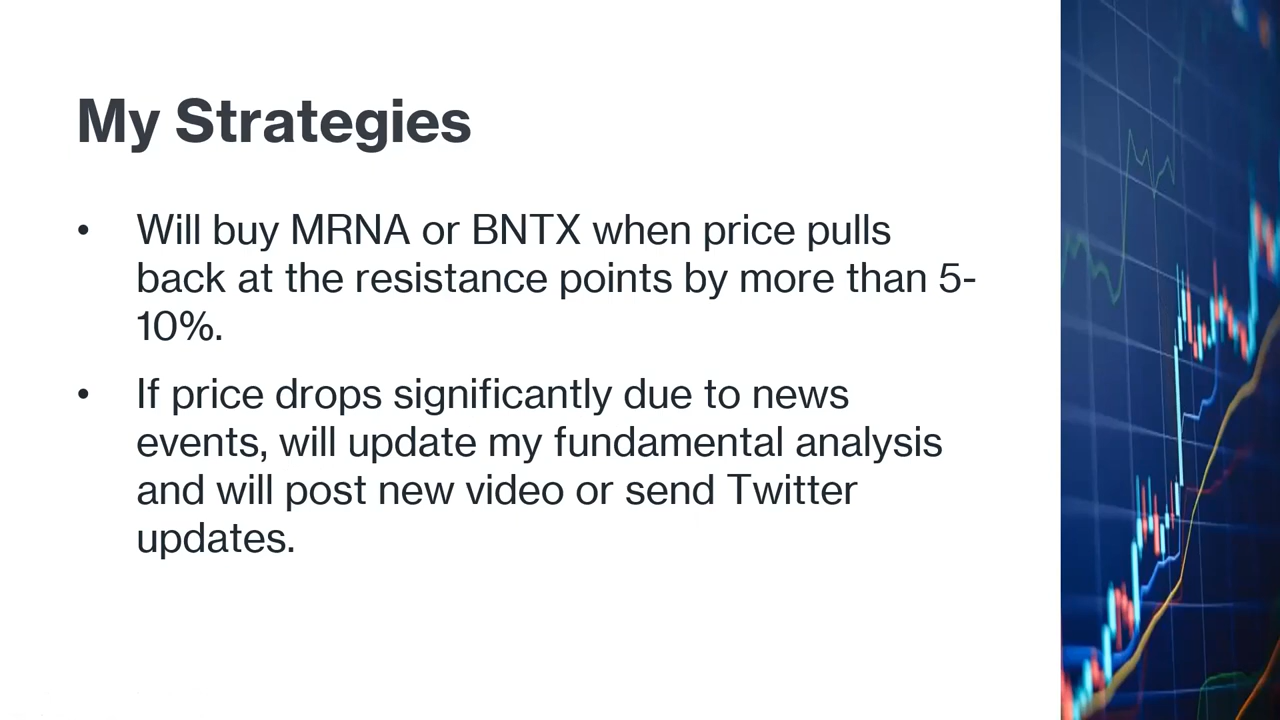 My Strategies
• Will buy MRNA or BNTX when price pulls
back at the resistance points by more than 5-
10%.
• If price drops significantly due to news
events, will update my fundamental analysis
and will post new video or send Twitter
updates.